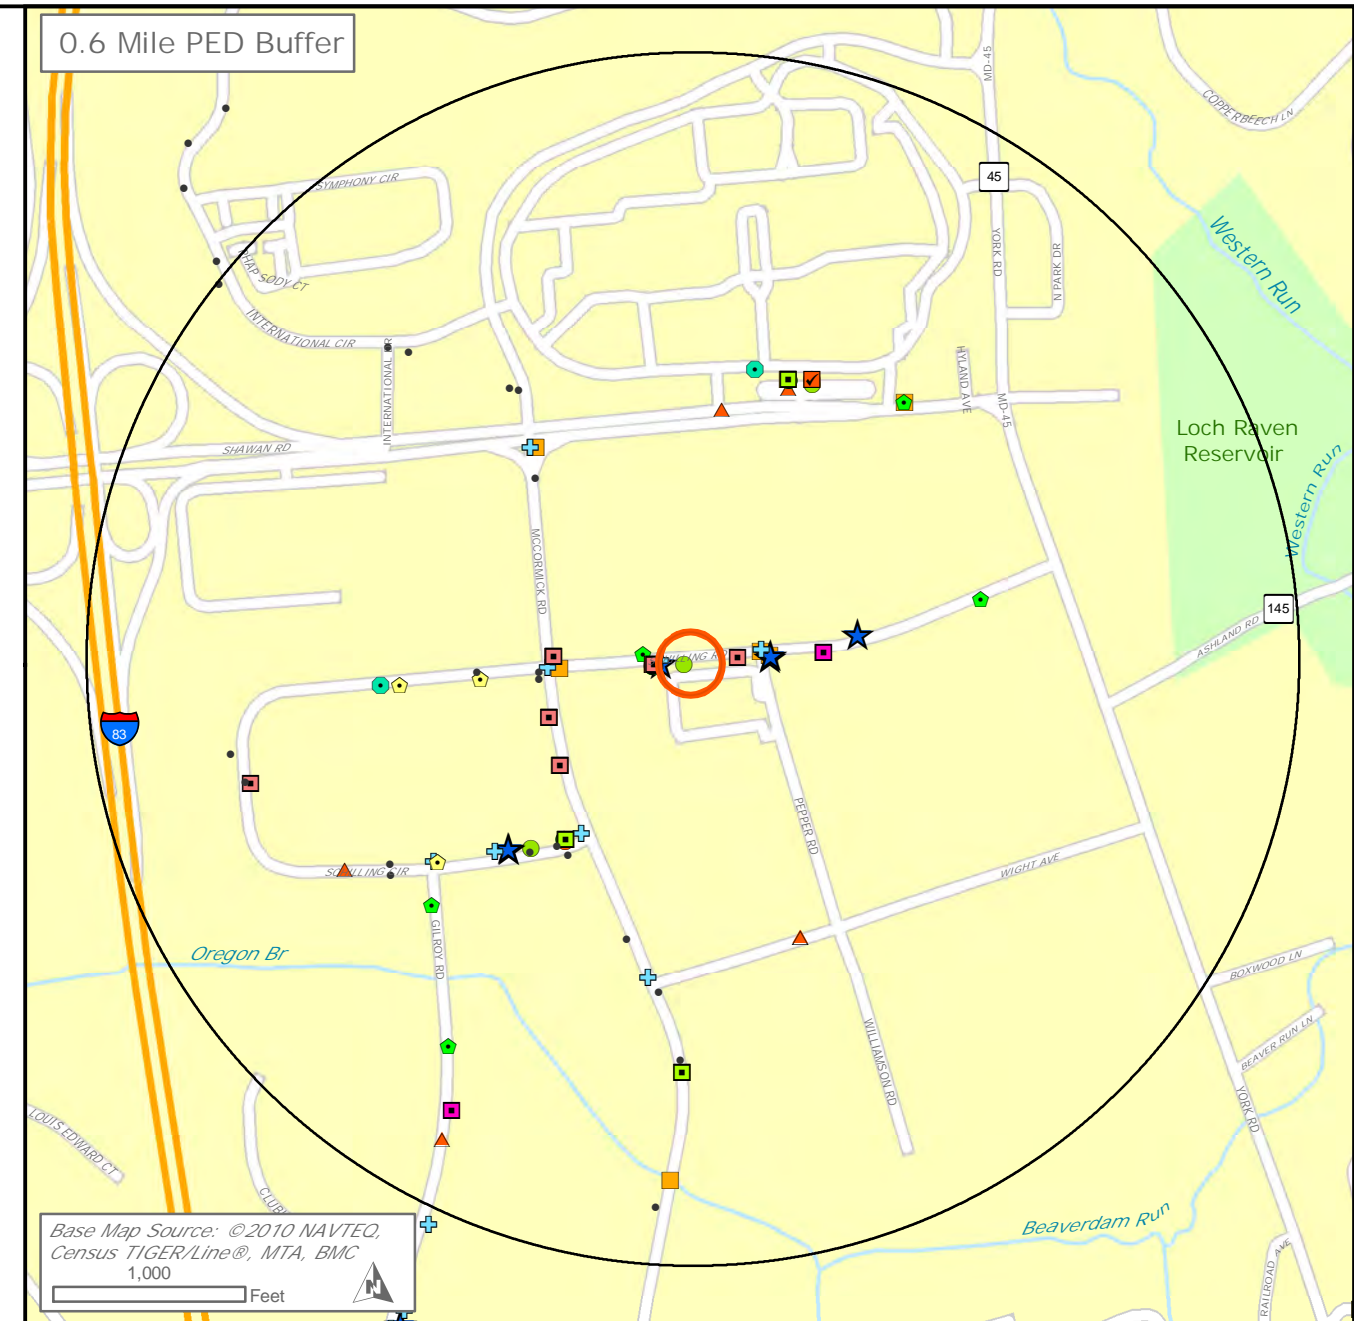 0.6 Mile PED Buffer
MD-45
COPPERBEECH LN
45
SYMPHONY CIR
Western Run
YORK RD
N PARK DR
RHAPSODY CT
INTERNATIONAL CIR
INTERNATIONAL DR
HYLAND AVE
MD-45
Loch Raven
Reservoir
SHAWAN RD
Western Run
MCCORMICK RD
145
ASHLAND RD
83
PEPPER RD
WIGHT AVE
SCHILLING CIR
GILROY RD
Oregon Br
BOXWOOD LN
WILLIAMSON RD
BEAVER RUN LN
YORK RD
LOUIS EDWARD CT
Beaverdam Run
RAILROAD AVE
Base Map Source: ©2010 NAVTEQ,
Census TIGER/Line®, MTA, BMC
1,000
Feet
N